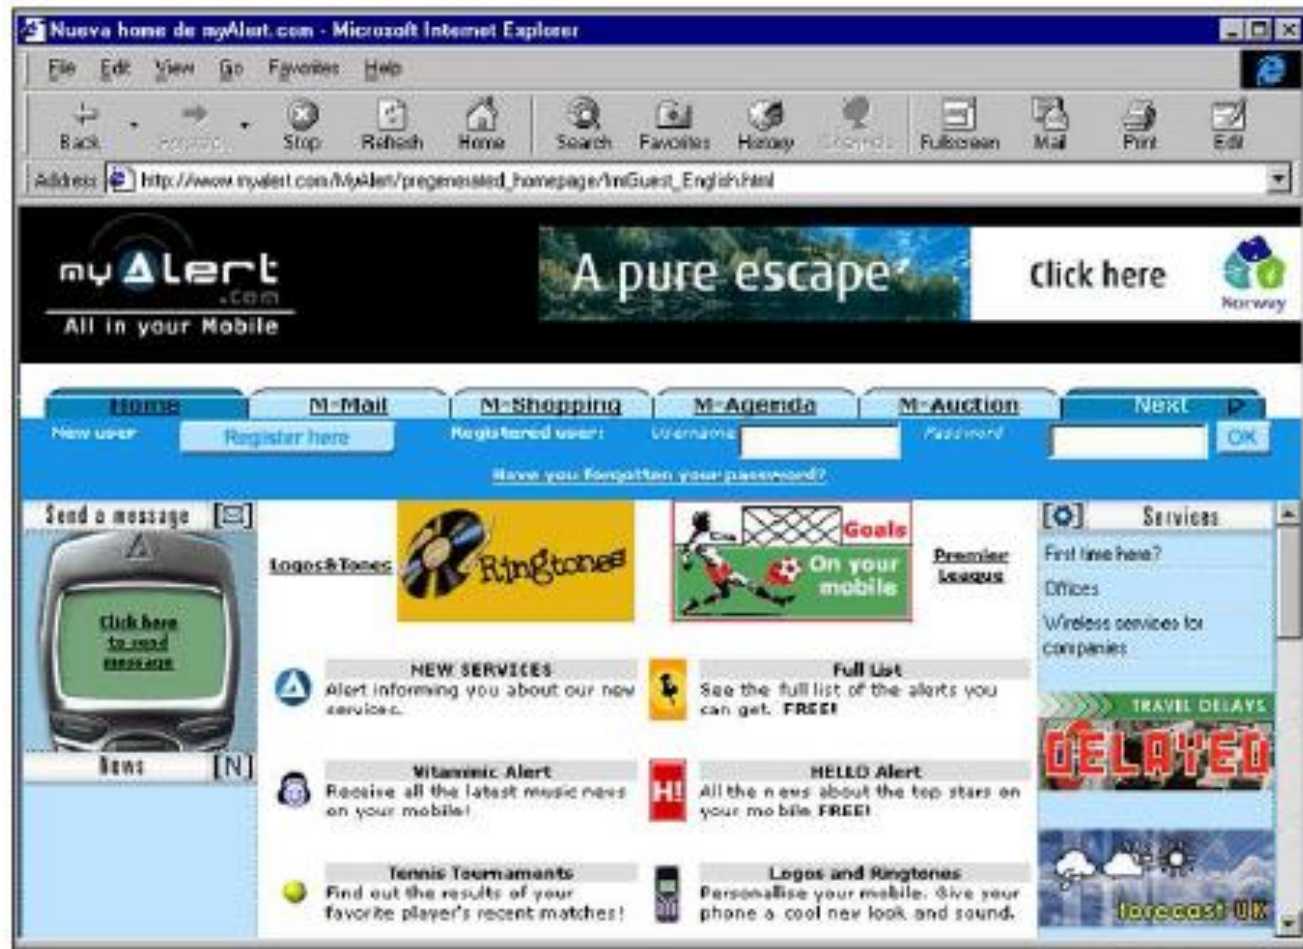 Nueva home de myAlert.com - Microsoft Internet Explorer
File Edit View Go Favorites Help
Back Forward Stop Refresh Home Search Favorites History Channels Fullscreen Mail Print Edit
Address http://www.myalert.com/MyAlert/pregenerated_homepage/ImGuest_English.html
myALert
.com
All in your Mobile
A pure escape
Click here
Norway
Home M-Mail M-Shopping M-Agenda M-Auction Next
New user Register here Registered user: Username Password OK
Have you forgotten your password?
Send a message
Click here
to send
message
News [N]
Logos&Tones
Ringtones
Goals
On your
mobile
Premier
League
NEW SERVICES
Alert informing you about our new
services.
Full List
See the full list of the alerts you
can get. FREE!
Vitaminic Alert
Receive all the latest music news
on your mobile!
H!
HELLO Alert
All the news about the top stars on
your mobile FREE!
Tennis Tournaments
Find out the results of your
favorite player's recent matches!
Logos and Ringtones
Personalise your mobile. Give your
phone a cool new look and sound.
Services
First time here?
Offices
Wireless services for
companies
TRAVEL DELAYS
DELAYED
forecast UK